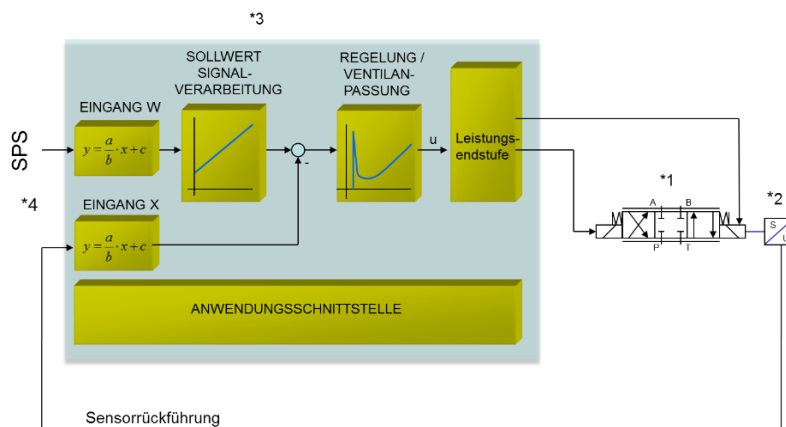 *3
SOLLWERT
SIGNAL-
VERARBEITUNG
REGELUNG /
VENTILAN-
PASSUNG
EINGANG W
SPS
y = a/b · x + c
-
u
Leistungs-
endstufe
*1
*2
A
B
P
T
S
U
*4
EINGANG X
y = a/b · x + c
ANWENDUNGSSCHNITTSTELLE
Sensorrückführung